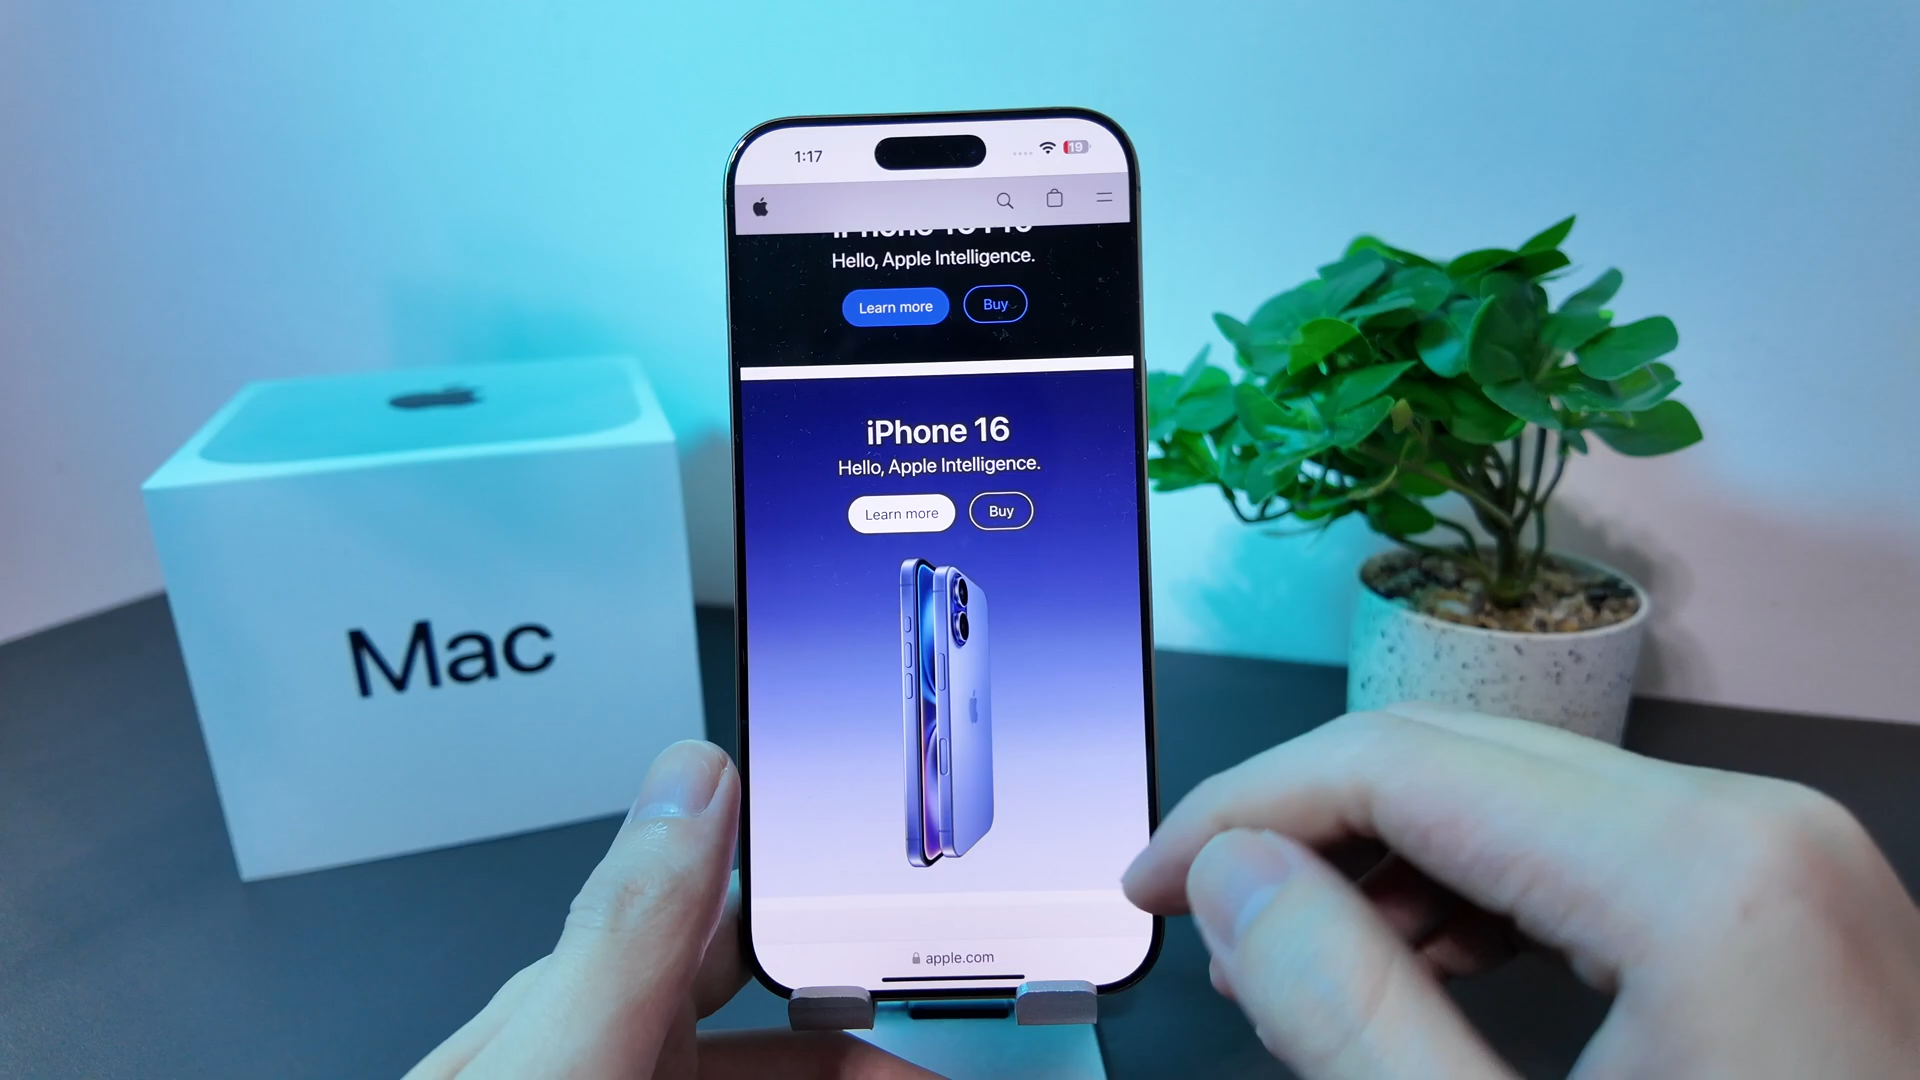 1:17
19
Hello, Apple Intelligence.
Learn more
Buy
iPhone 16
Hello, Apple Intelligence.
Learn more
Buy
Mac
apple.com